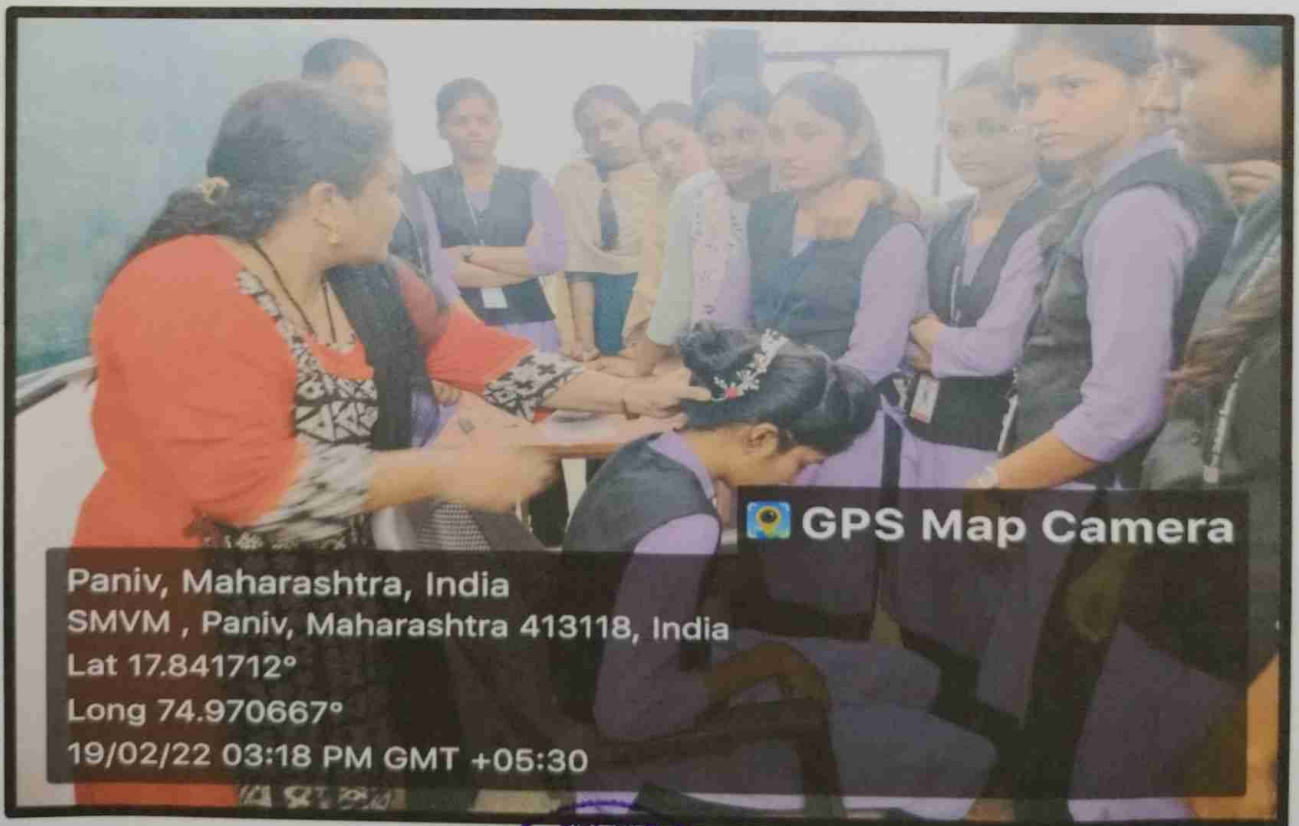 GPS Map Camera
Paniv, Maharashtra, India
SMVM , Paniv, Maharashtra 413118, India
Lat 17.841712°
Long 74.970667°
19/02/22 03:18 PM GMT +05:30